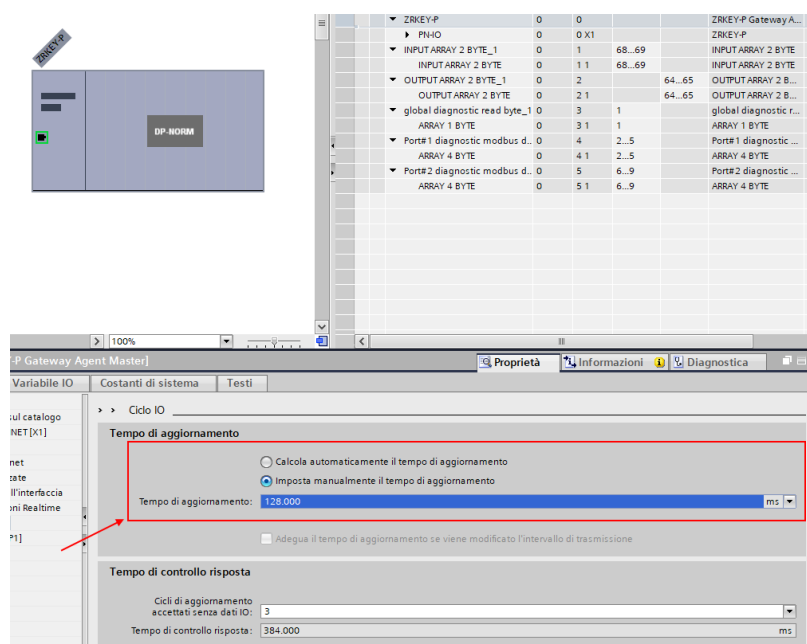 ZRKEY-P
DP-NORM
100%
ZRKEY-P 0 0 ZRKEY-P Gateway A...
PN-IO 0 0 X1 ZRKEY-P
INPUT ARRAY 2 BYTE_1 0 1 68...69 INPUT ARRAY 2 BYTE
INPUT ARRAY 2 BYTE 0 1 1 68...69 INPUT ARRAY 2 BYTE
OUTPUT ARRAY 2 BYTE_1 0 2 64...65 OUTPUT ARRAY 2 B...
OUTPUT ARRAY 2 BYTE 0 2 1 64...65 OUTPUT ARRAY 2 B...
global diagnostic read byte_1 0 3 1 global diagnostic r...
ARRAY 1 BYTE 0 3 1 1 ARRAY 1 BYTE
Port#1 diagnostic modbus d.. 0 4 2...5 Port#1 diagnostic ...
ARRAY 4 BYTE 0 4 1 2...5 ARRAY 4 BYTE
Port#2 diagnostic modbus d.. 0 5 6...9 Port#2 diagnostic ...
ARRAY 4 BYTE 0 5 1 6...9 ARRAY 4 BYTE
-P Gateway Agent Master]
Proprietà Informazioni Diagnostica
Variabile IO Costanti di sistema Testi
sul catalogo
NET [X1]
net
zate
ll'interfaccia
oni Realtime
P1]
> > Ciclo IO
Tempo di aggiornamento
Calcola automaticamente il tempo di aggiornamento
Imposta manualmente il tempo di aggiornamento
Tempo di aggiornamento: 128.000 ms
Adegua il tempo di aggiornamento se viene modificato l'intervallo di trasmissione
Tempo di controllo risposta
Cicli di aggiornamento
accettati senza dati IO: 3
Tempo di controllo risposta: 384.000 ms